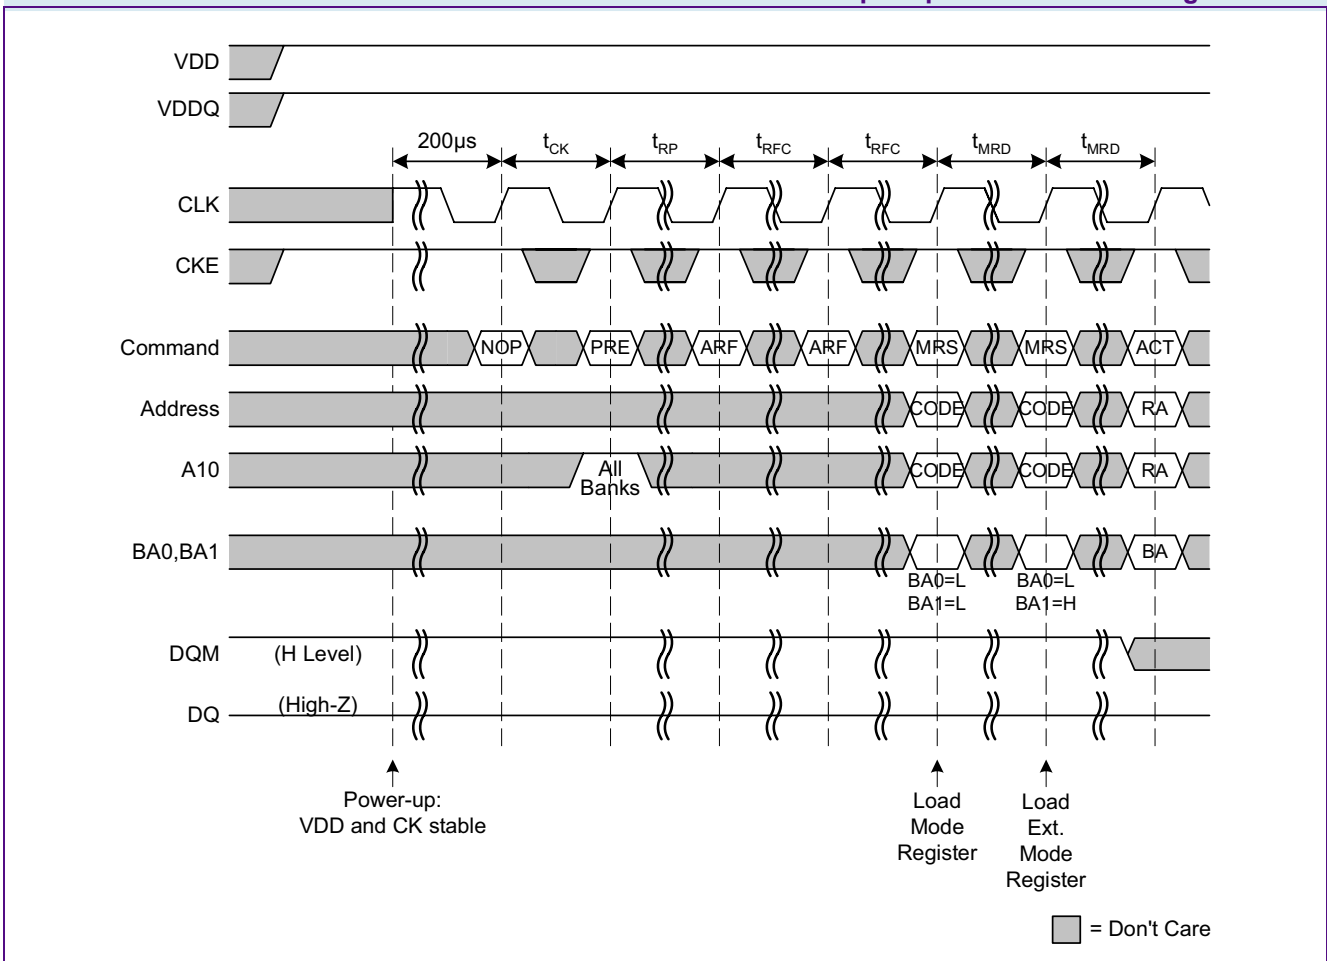 VDD
VDDQ
200µs tCK tRP tRFC tRFC tMRD tMRD
CLK
CKE
Command NOP PRE ARF ARF MRS MRS ACT
Address CODE CODE RA
A10 All Banks CODE CODE RA
BA0,BA1 BA
BA0=L BA0=L
BA1=L BA1=H
DQM (H Level)
DQ (High-Z)
Power-up:
VDD and CK stable
Load
Mode
Register
Load
Ext.
Mode
Register
= Don't Care